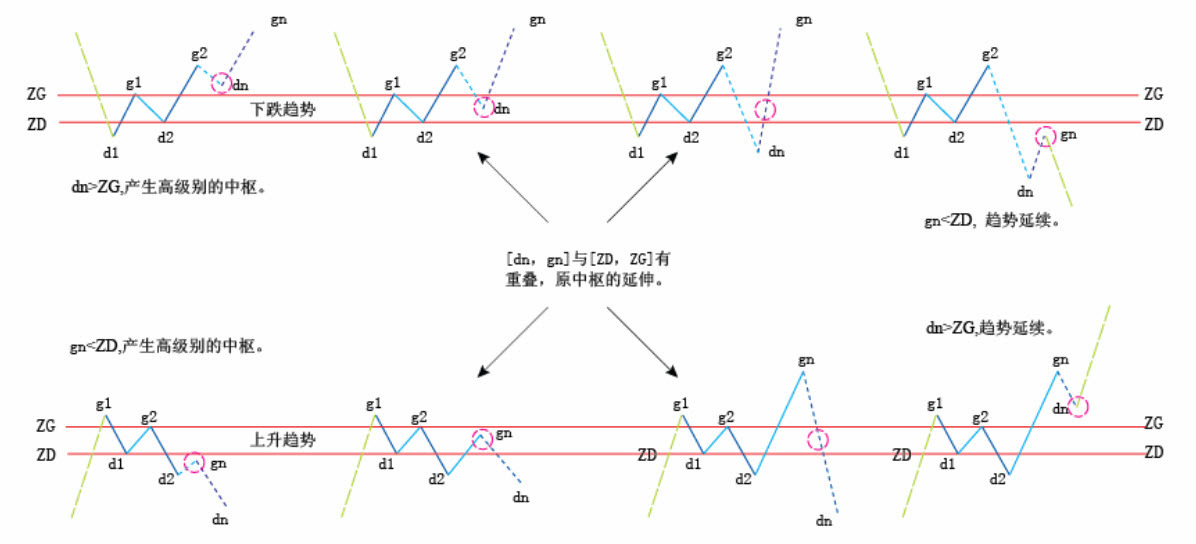 gn
gn
gn
g2
g2
g2
g2
g1
dn
g1
dn
g1
g1
ZG
ZG
下跌趋势
ZD
ZD
d1
d2
d1
d2
d1
d2
dn
d1
d2
gn
dn>ZG,产生高级别的中枢。
dn
gn<ZD, 趋势延续。
[dn, gn]与[ZD, ZG]有
重叠，原中枢的延伸。
gn<ZD,产生高级别的中枢。
dn>ZG,趋势延续。
gn
gn
g1
g2
g1
g2
g1
g2
g1
dn
g2
ZG
上升趋势
gn
ZG
ZD
d1
gn
d1
ZD
d1
ZD
d1
ZD
d2
d2
d2
d2
dn
dn
dn